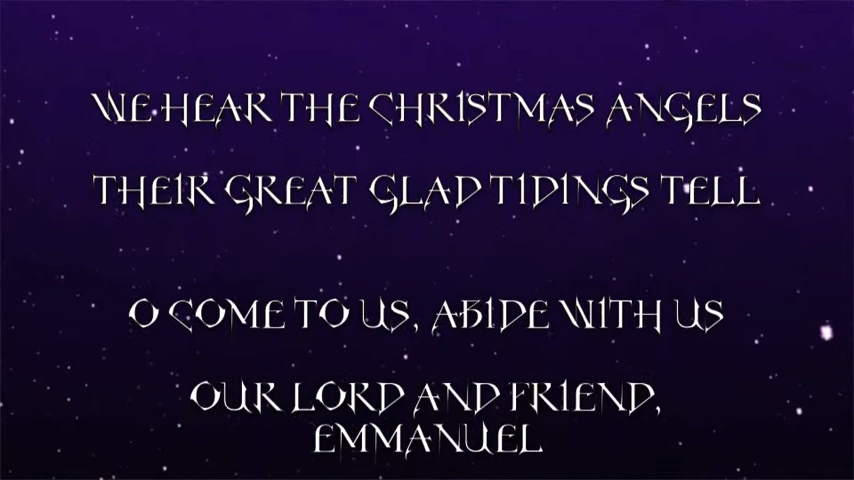 WE HEAR THE CHRISTMAS ANGELS
THEIR GREAT GLAD TIDINGS TELL
O COME TO US, ABIDE WITH US
OUR LORD AND FRIEND,
EMMANUEL